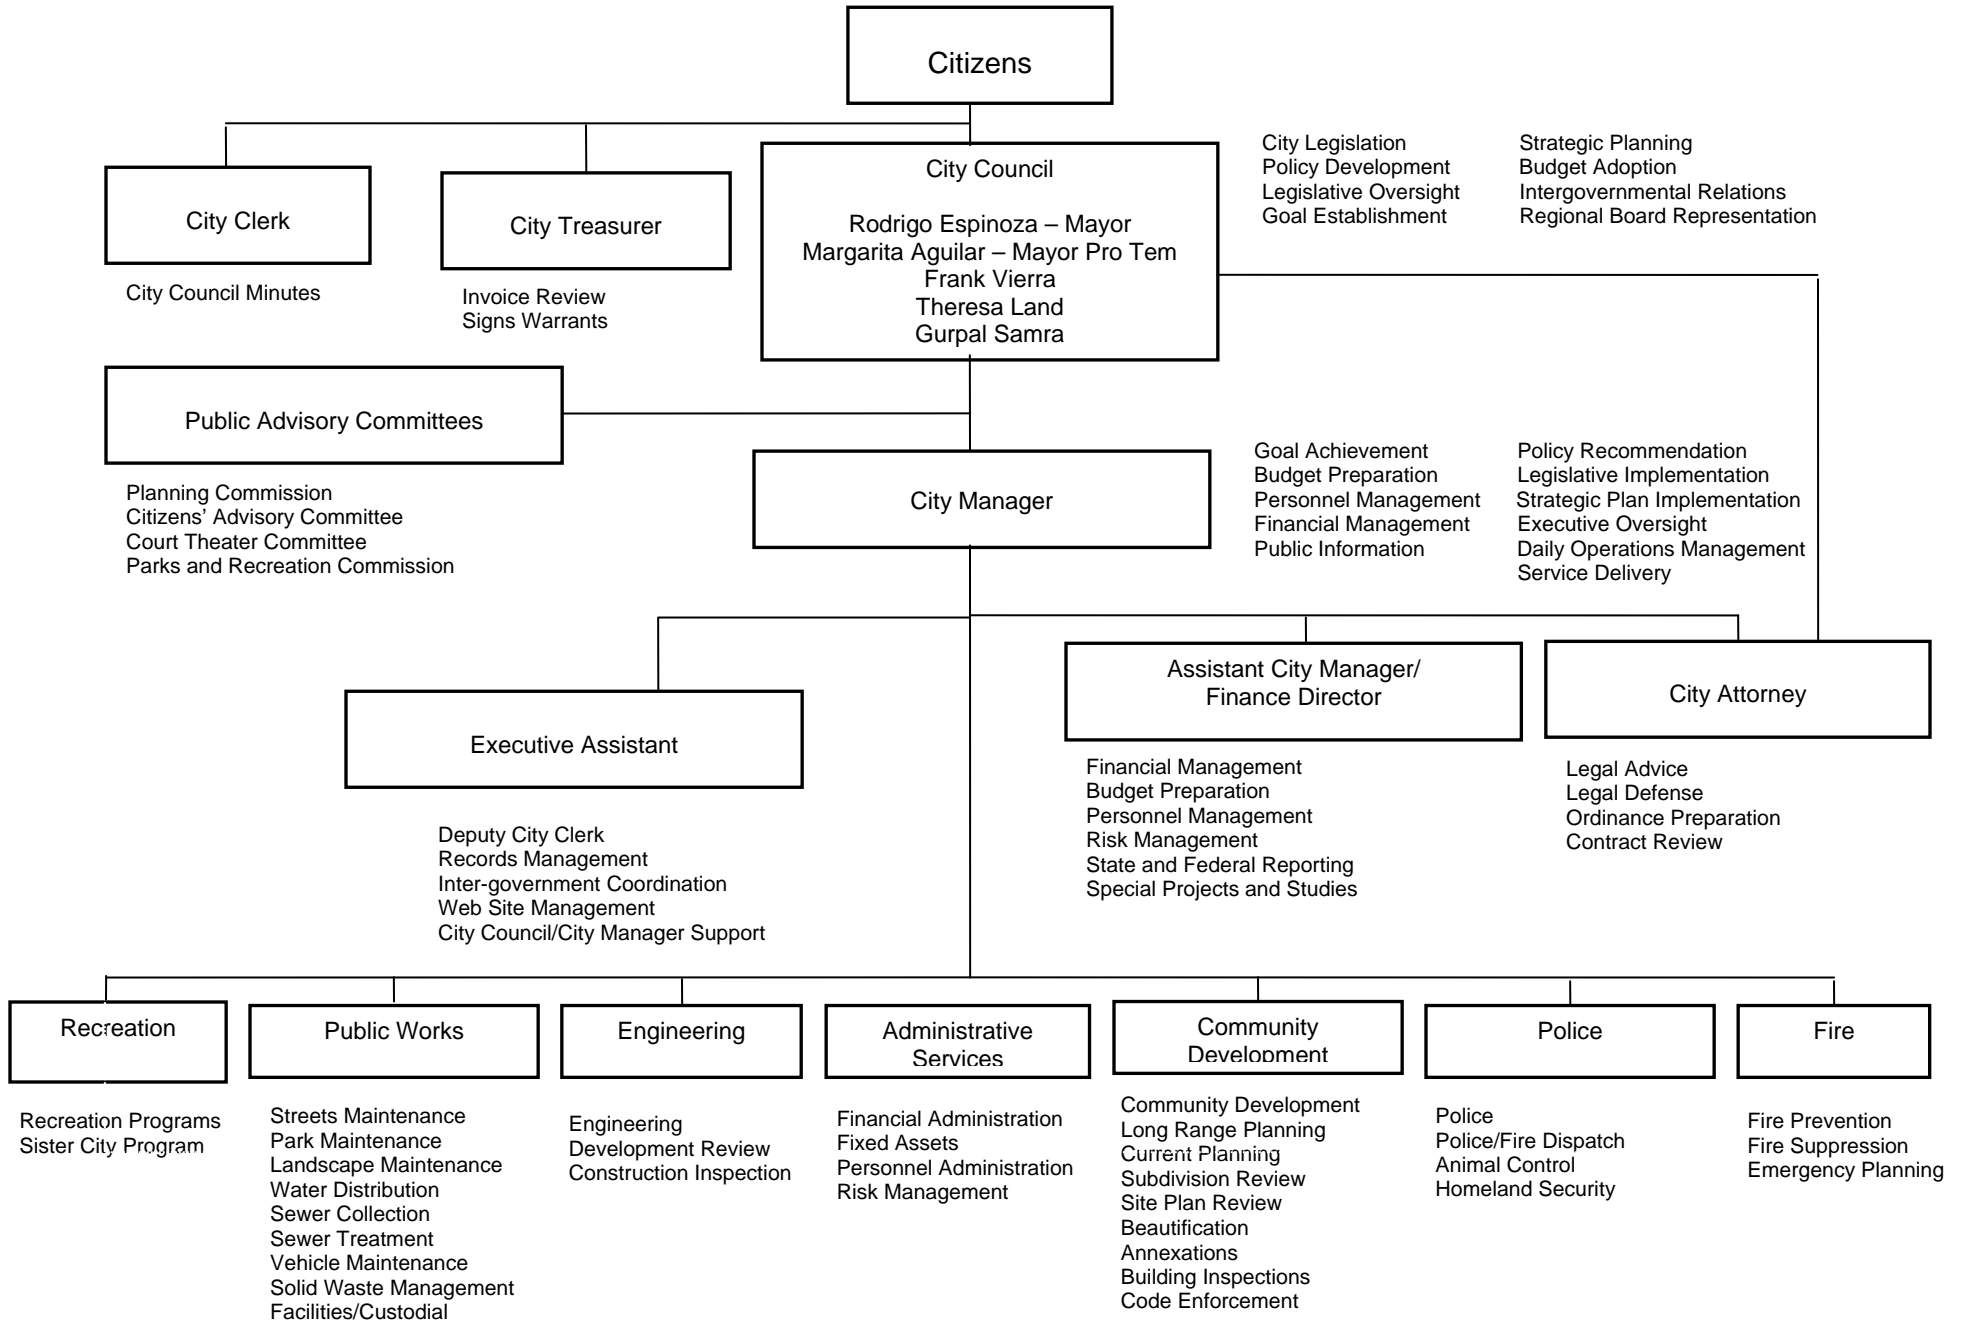 Citizens
City Clerk
City Council Minutes
City Treasurer
Invoice Review
Signs Warrants
City Council
Rodrigo Espinoza – Mayor
Margarita Aguilar – Mayor Pro Tem
Frank Vierra
Theresa Land
Gurpal Samra
City Legislation
Policy Development
Legislative Oversight
Goal Establishment
Strategic Planning
Budget Adoption
Intergovernmental Relations
Regional Board Representation
Public Advisory Committees
Planning Commission
Citizens’ Advisory Committee
Court Theater Committee
Parks and Recreation Commission
City Manager
Goal Achievement
Budget Preparation
Personnel Management
Financial Management
Public Information
Policy Recommendation
Legislative Implementation
Strategic Plan Implementation
Executive Oversight
Daily Operations Management
Service Delivery
Executive Assistant
Deputy City Clerk
Records Management
Inter-government Coordination
Web Site Management
City Council/City Manager Support
Assistant City Manager/
Finance Director
Financial Management
Budget Preparation
Personnel Management
Risk Management
State and Federal Reporting
Special Projects and Studies
City Attorney
Legal Advice
Legal Defense
Ordinance Preparation
Contract Review
Recreation
Recreation Programs
Sister City Program
Public Works
Streets Maintenance
Park Maintenance
Landscape Maintenance
Water Distribution
Sewer Collection
Sewer Treatment
Vehicle Maintenance
Solid Waste Management
Facilities/Custodial
Engineering
Engineering
Development Review
Construction Inspection
Administrative
Services
Financial Administration
Fixed Assets
Personnel Administration
Risk Management
Community
Development
Community Development
Long Range Planning
Current Planning
Subdivision Review
Site Plan Review
Beautification
Annexations
Building Inspections
Code Enforcement
Police
Police
Police/Fire Dispatch
Animal Control
Homeland Security
Fire
Fire Prevention
Fire Suppression
Emergency Planning